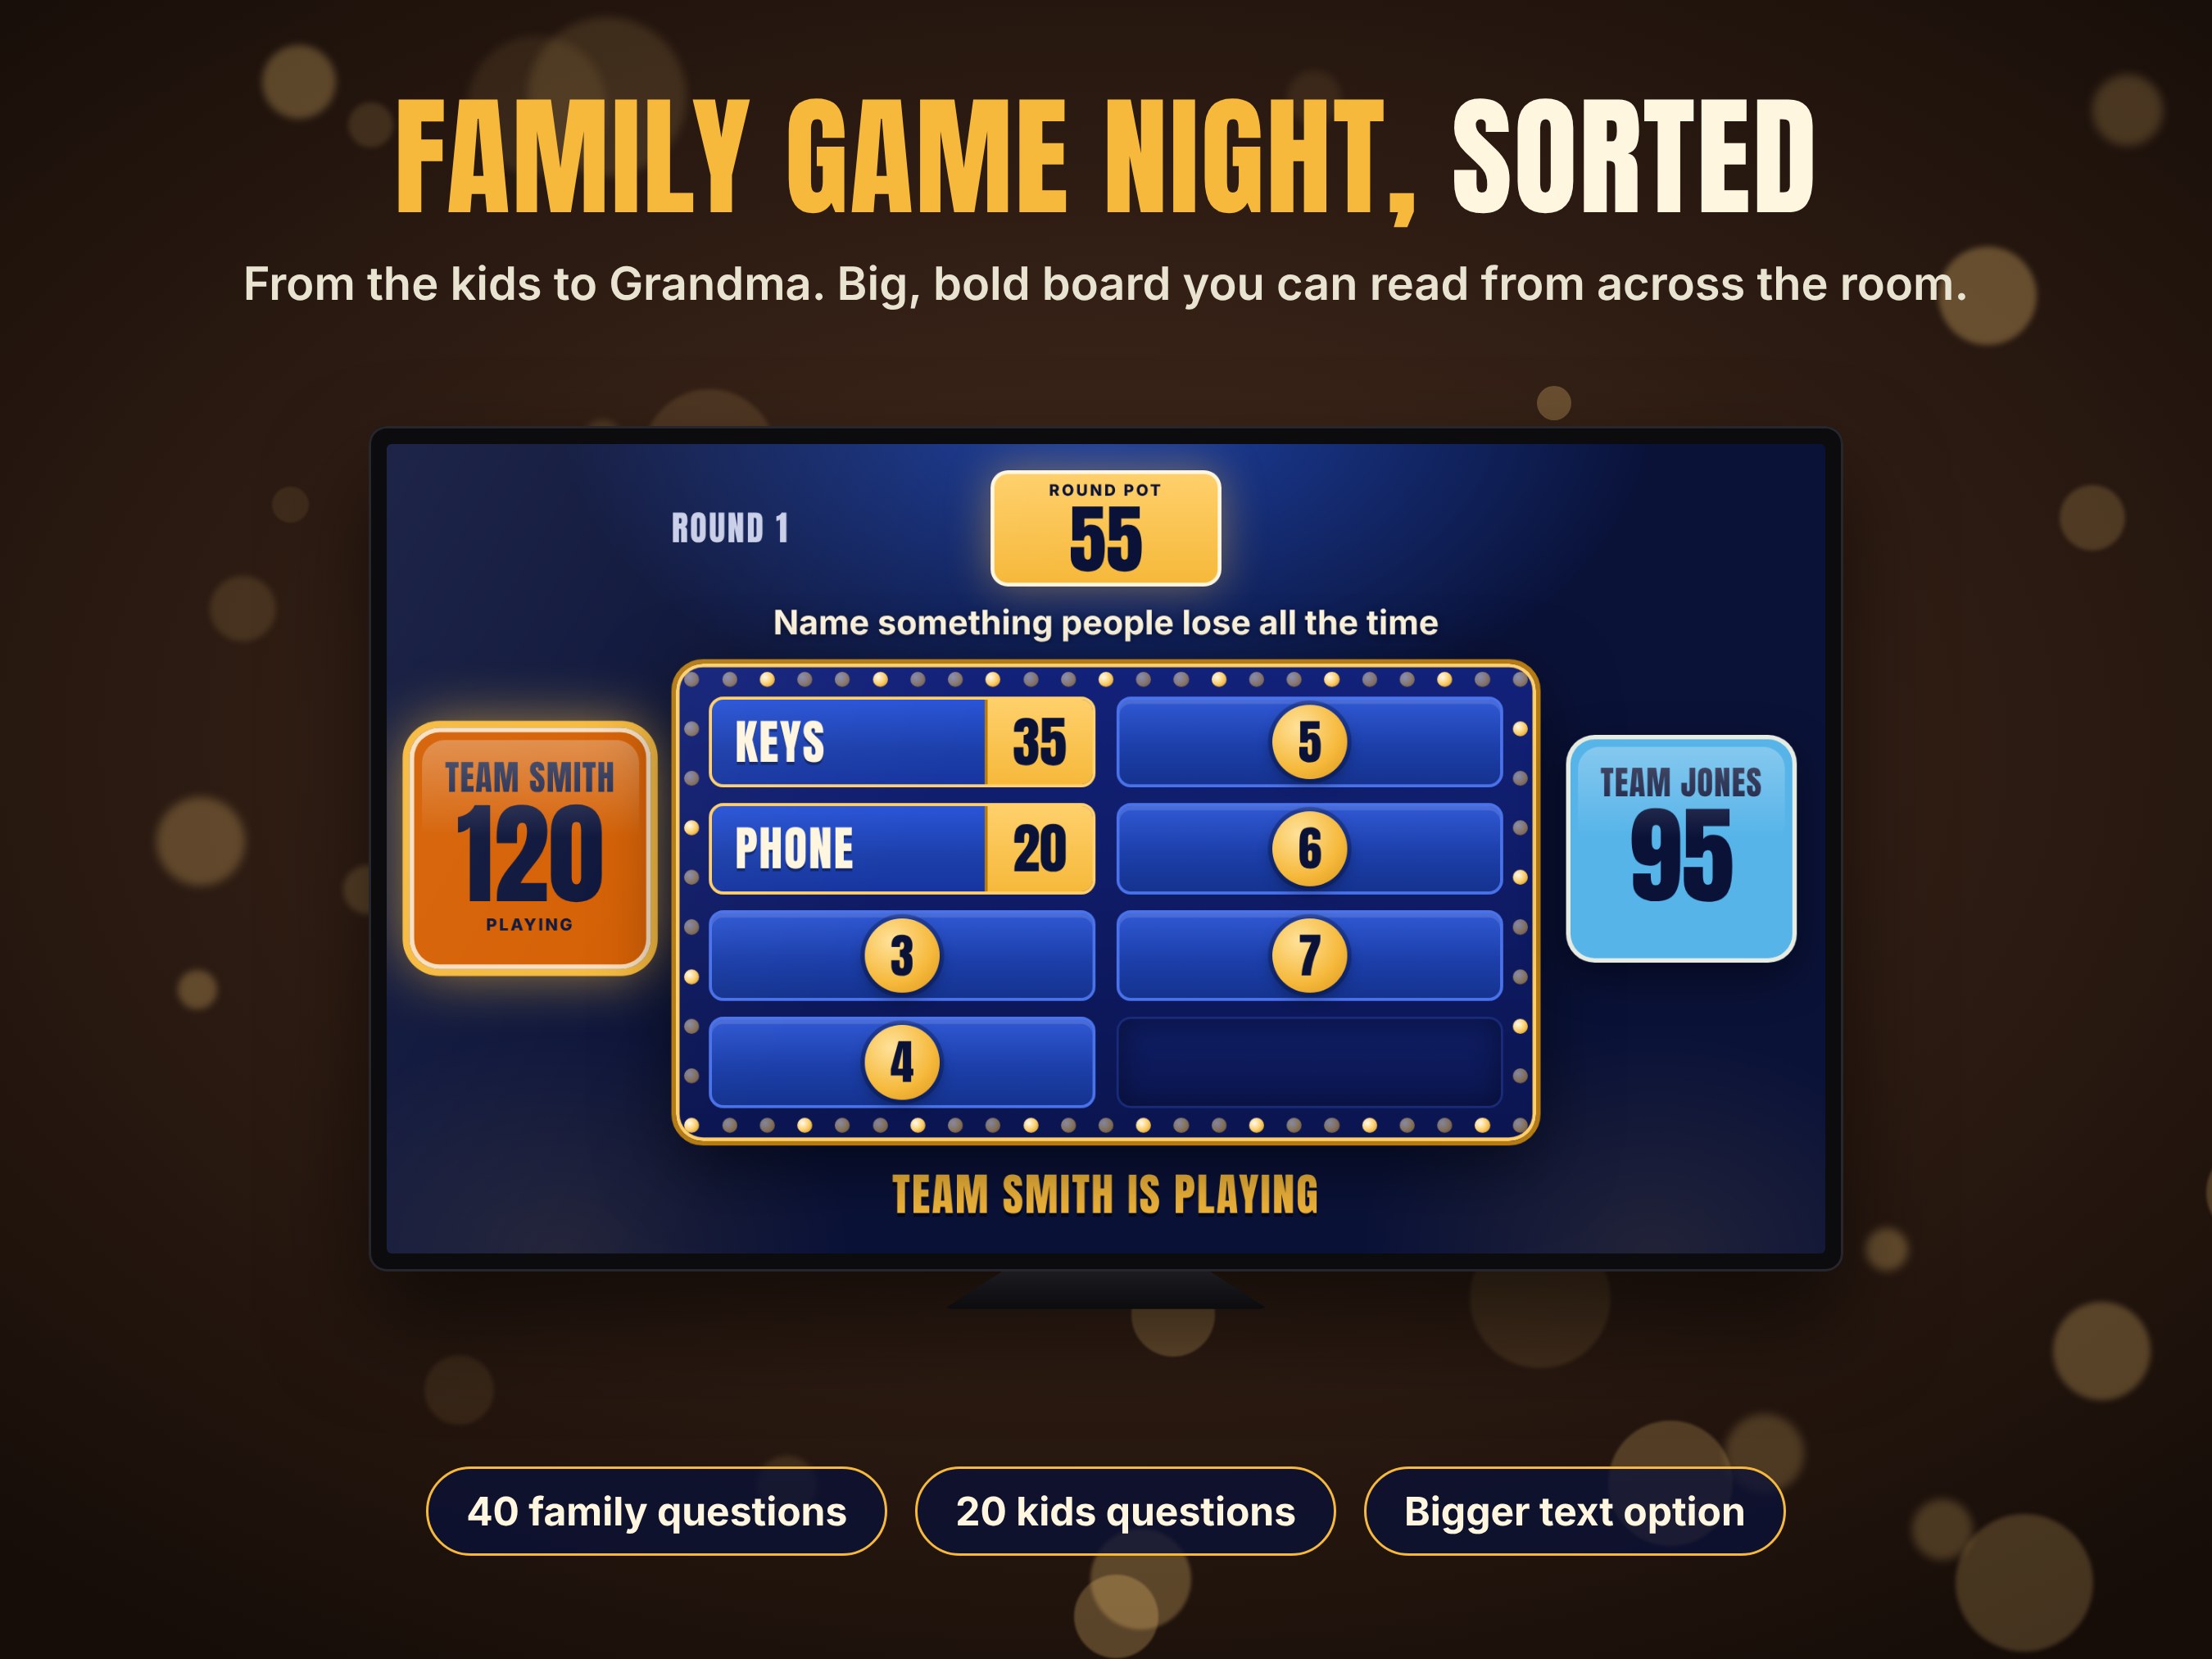 FAMILY GAME NIGHT, SORTED
From the kids to Grandma. Big, bold board you can read from across the room.
ROUND 1
ROUND POT
55
Name something people lose all the time
TEAM SMITH
120
PLAYING
KEYS 35
PHONE 20
3
4
5
6
7
TEAM JONES
95
TEAM SMITH IS PLAYING
40 family questions
20 kids questions
Bigger text option